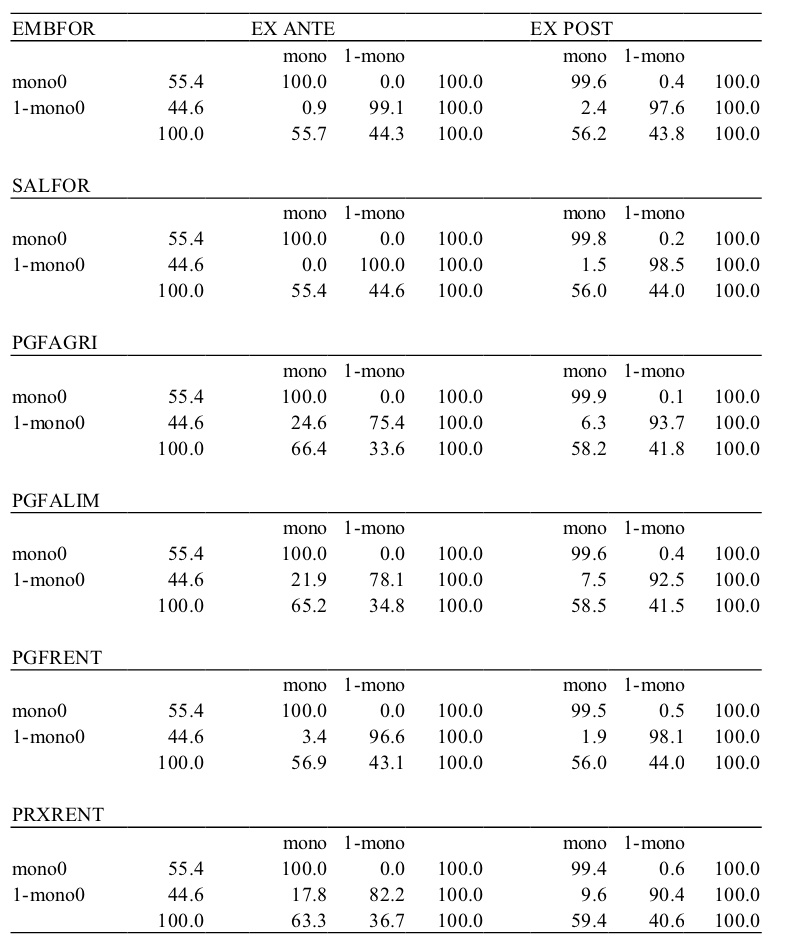 EMBFOR EX ANTE EX POST
mono 1-mono mono 1-mono
mono0 55.4 100.0 0.0 100.0 99.6 0.4 100.0
1-mono0 44.6 0.9 99.1 100.0 2.4 97.6 100.0
100.0 55.7 44.3 100.0 56.2 43.8 100.0
SALFOR
mono 1-mono mono 1-mono
mono0 55.4 100.0 0.0 100.0 99.8 0.2 100.0
1-mono0 44.6 0.0 100.0 100.0 1.5 98.5 100.0
100.0 55.4 44.6 100.0 56.0 44.0 100.0
PGFAGRI
mono 1-mono mono 1-mono
mono0 55.4 100.0 0.0 100.0 99.9 0.1 100.0
1-mono0 44.6 24.6 75.4 100.0 6.3 93.7 100.0
100.0 66.4 33.6 100.0 58.2 41.8 100.0
PGFALIM
mono 1-mono mono 1-mono
mono0 55.4 100.0 0.0 100.0 99.6 0.4 100.0
1-mono0 44.6 21.9 78.1 100.0 7.5 92.5 100.0
100.0 65.2 34.8 100.0 58.5 41.5 100.0
PGFRENT
mono 1-mono mono 1-mono
mono0 55.4 100.0 0.0 100.0 99.5 0.5 100.0
1-mono0 44.6 3.4 96.6 100.0 1.9 98.1 100.0
100.0 56.9 43.1 100.0 56.0 44.0 100.0
PRXRENT
mono 1-mono mono 1-mono
mono0 55.4 100.0 0.0 100.0 99.4 0.6 100.0
1-mono0 44.6 17.8 82.2 100.0 9.6 90.4 100.0
100.0 63.3 36.7 100.0 59.4 40.6 100.0